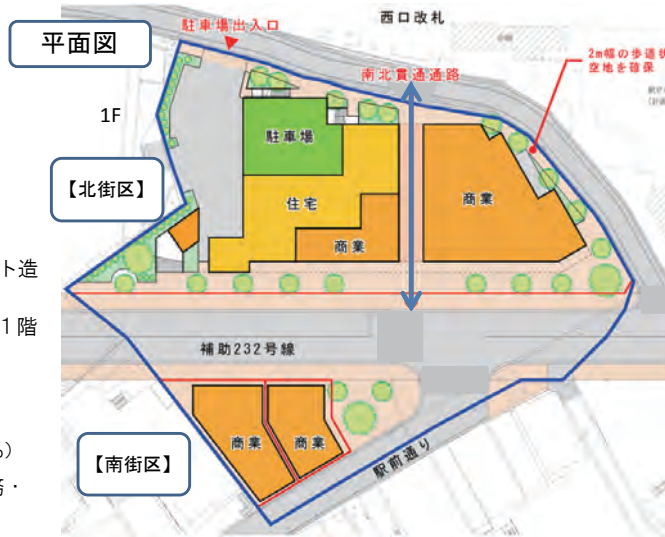 平面図
西口改札
駐車場出入口
2m幅の歩道状
空地を確保
南北貫通通路
1F
駐車場
【北街区】
住宅
商業
商業
ト造
1階
補助232号線
商業
商業
【南街区】
駅前通り
）
務・